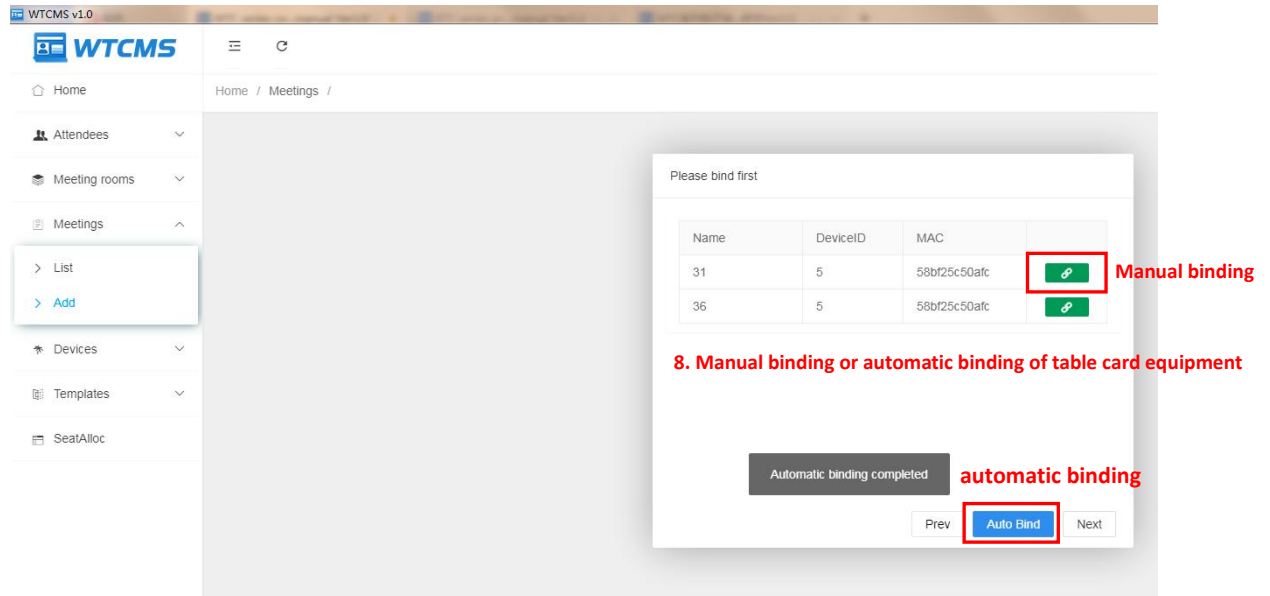 WTCMS v1.0
WTCMS
Home
Home / Meetings /
Attendees
Meeting rooms
Please bind first
Meetings
Name DeviceID MAC
List
31 5 58bf25c50afc Manual binding
Add
36 5 58bf25c50afc
Devices
8. Manual binding or automatic binding of table card equipment
Templates
SeatAlloc
Automatic binding completed automatic binding
Prev Auto Bind Next